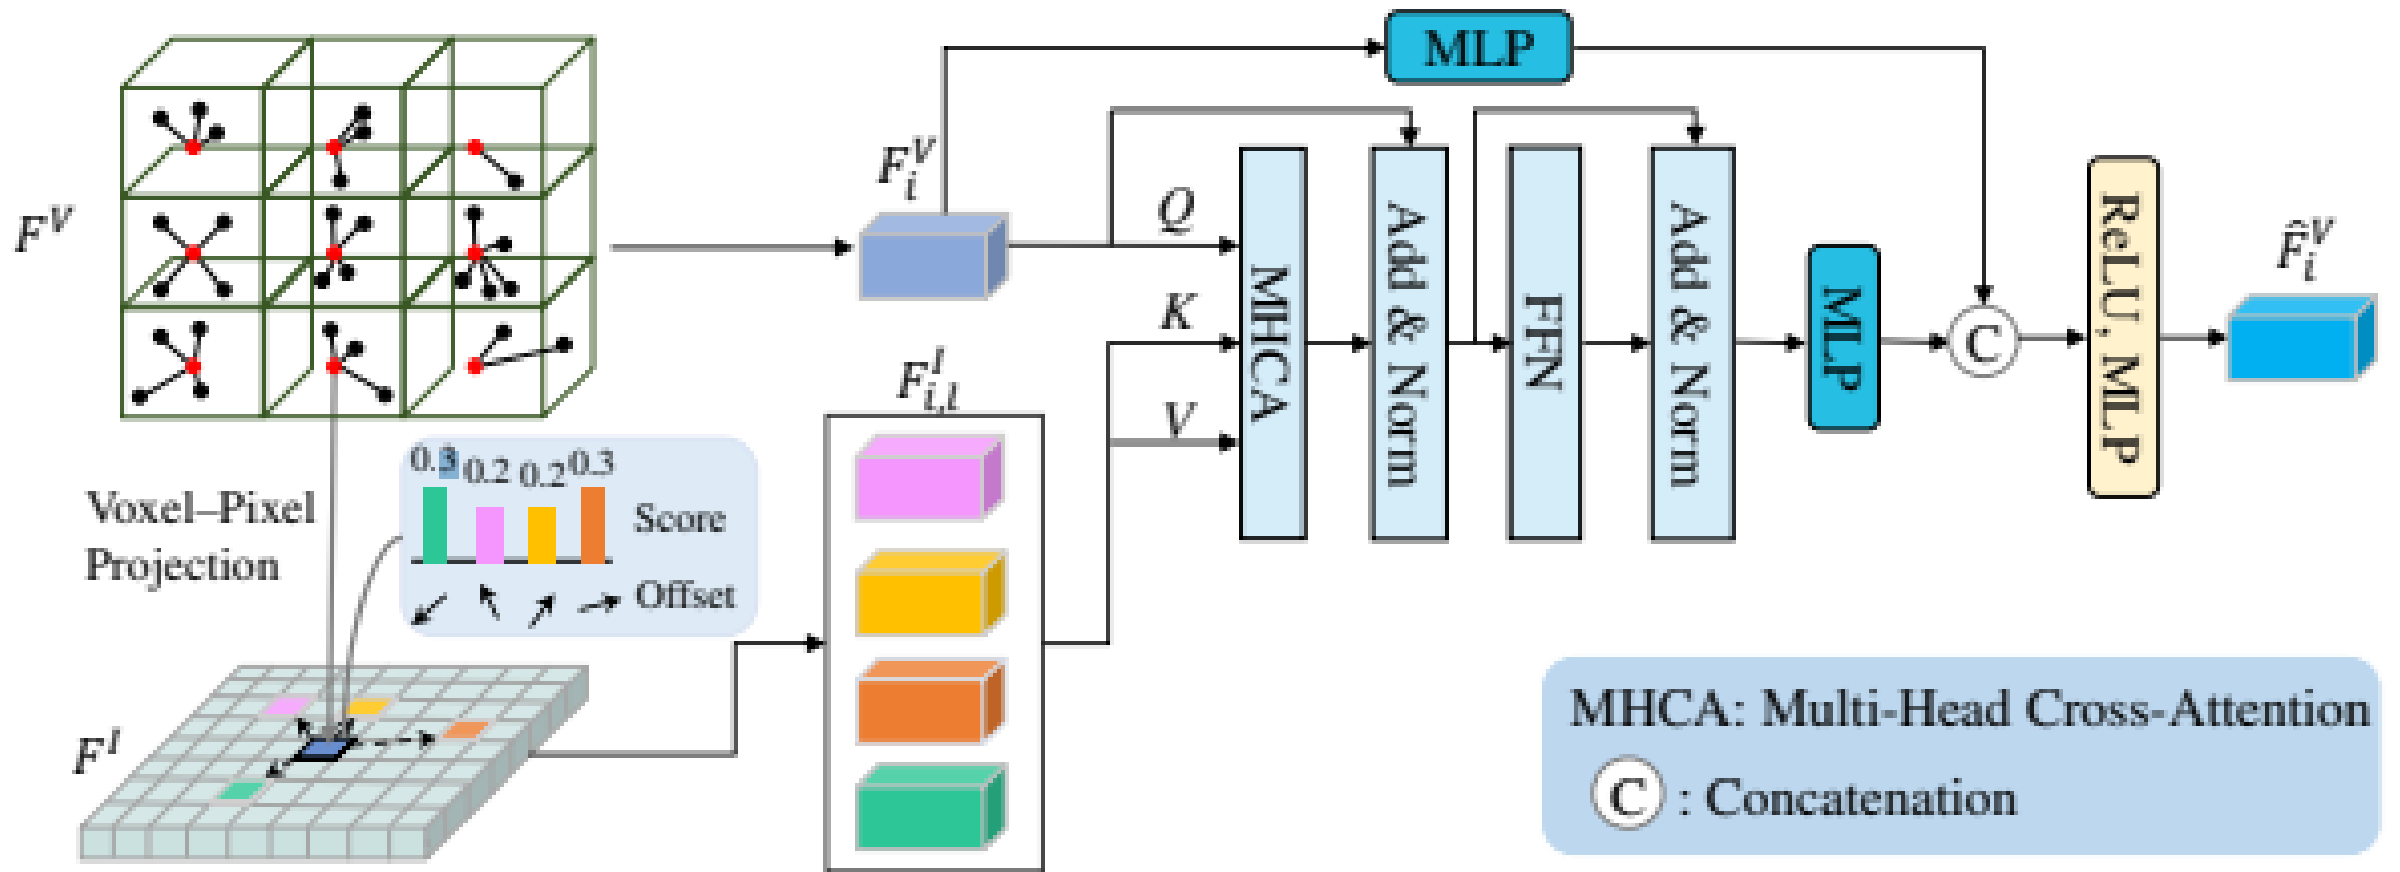 MLP
F_i^V
F^V
Q
K
V
MHCA
Add & Norm
FFN
Add & Norm
MLP
C
ReLU, MLP
F̂_i^V
F_{i,l}^I
Voxel–Pixel
Projection
0.3 0.2 0.2 0.3
Score
Offset
F^I
MHCA: Multi-Head Cross-Attention
C : Concatenation